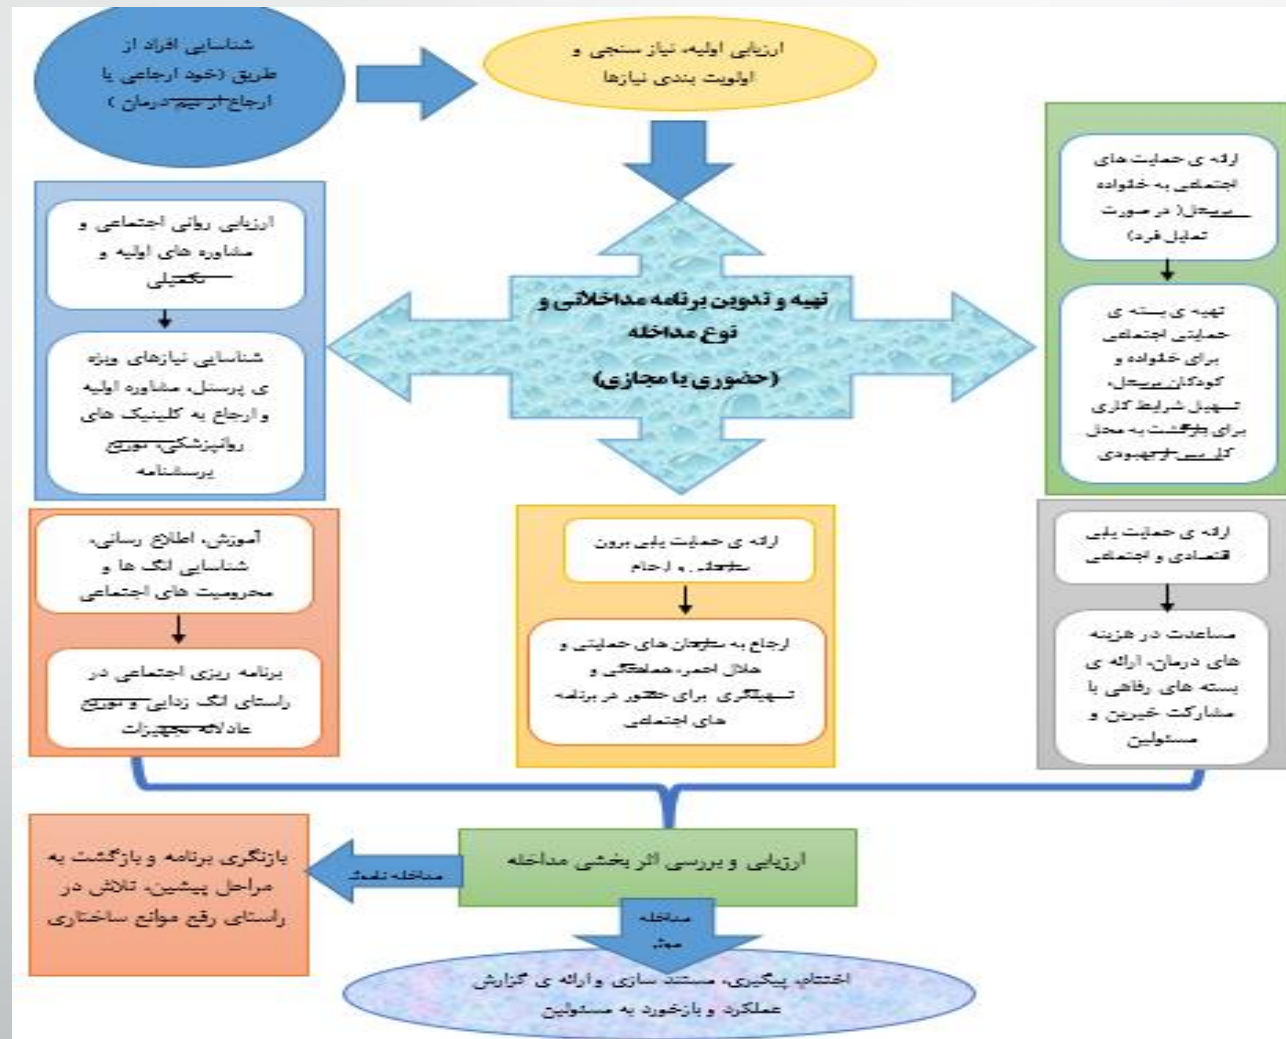 شناسایی افراد از
طریق (خود ارجاعی یا
ارجاع از تیم درمان )
ارزیابی اولیه، نیاز سنجی و
اولویت بندی نیازها
تهیه و تدوین برنامه مداخلاتی و
نوع مداخله
(حضوری یا مجازی)
ارائه ی حمایت های
اجتماعی به خانواده
پرسنل( در صورت
تمایل فرد)
تهیه ی بسته ی
حمایتی اجتماعی
برای خانواده و
کودکان پرسنل،
تسهیل شرایط کاری
برای بازگشت به محل
کار پس از بهبودی
ارزیابی روانی اجتماعی و
مشاوره های اولیه و
تکمیلی
شناسایی نیازهای ویژه
ی پرسنل، مشاوره اولیه
و ارجاع به کلینیک های
روانپزشکی، توزیع
پرسشنامه
ارائه ی حمایت یابی
اقتصادی و اجتماعی
مساعدت در هزینه
های درمان، ارائه ی
بسته های رفاهی با
مشارکت خیرین و
مسئولین
ارائه ی حمایت یابی برون
سازمانی و ارجاع
ارجاع به سازمان های حمایتی و
هلال احمر، هماهنگی و
تسهیلگری برای حضور در برنامه
های اجتماعی
آموزش، اطلاع رسانی،
شناسایی انگ ها و
محرومیت های اجتماعی
برنامه ریزی اجتماعی در
راستای انگ زدایی و توزیع
عادلانه تجهیزات
ارزیابی و بررسی اثر بخشی مداخله
مداخله
بازنگری برنامه و بازگشت به
مراحل پیشین، تلاش در
راستای رفع موانع ساختاری
مداخله
موثر
اختتام، پیگیری، مستند سازی و ارائه ی گزارش
عملکرد و بازخورد به مسئولین